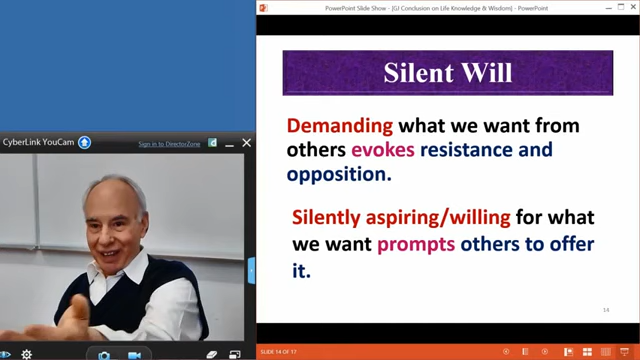 PowerPoint Slide Show - [GJ Conclusion on Life Knowledge & Wisdom] - PowerPoint
Silent Will
Demanding what we want from
others evokes resistance and
opposition.
Silently aspiring/willing for what
we want prompts others to offer
it.
14
CyberLink YouCam
Sign in to DirectorZone
SLIDE 14 OF 17